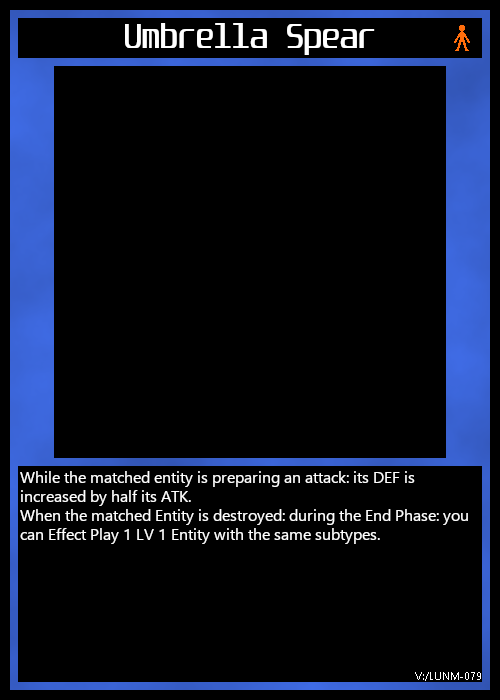 Umbrella Spear
While the matched entity is preparing an attack: its DEF is
increased by half its ATK.
When the matched Entity is destroyed: during the End Phase: you
can Effect Play 1 LV 1 Entity with the same subtypes.
V:/LUNM-079